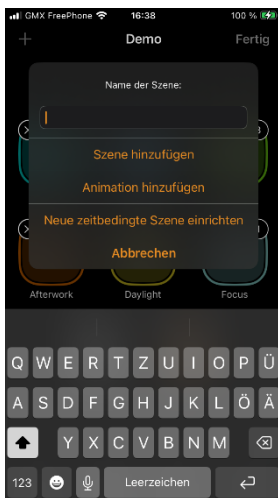 GMX FreePhone 16:38 100 %
+ Demo Fertig
Name der Szene:
Szene hinzufügen
Animation hinzufügen
Neue zeitbedingte Szene einrichten
Abbrechen
Afterwork Daylight Focus
Q W E R T Z U I O P Ü
A S D F G H J K L Ö Ä
Y X C V B N M
123 Leerzeichen